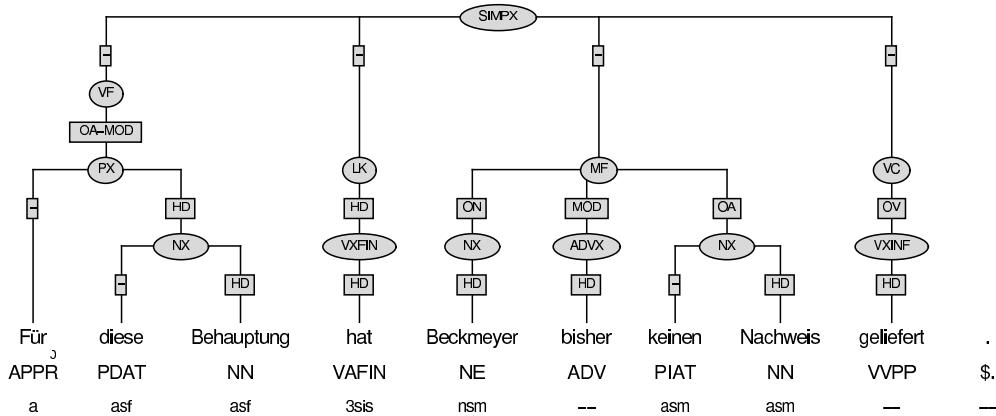 SIMPX
– – – –
VF
OA–MOD
PX LK MF VC
– HD HD ON MOD OA OV
NX VXFIN NX ADVX NX VXINF
– HD HD HD HD – HD HD
Für diese Behauptung hat Beckmeyer bisher keinen Nachweis geliefert .
J
APPR PDAT NN VAFIN NE ADV PIAT NN VVPP $.
a asf asf 3sis nsm –– asm asm –– ––